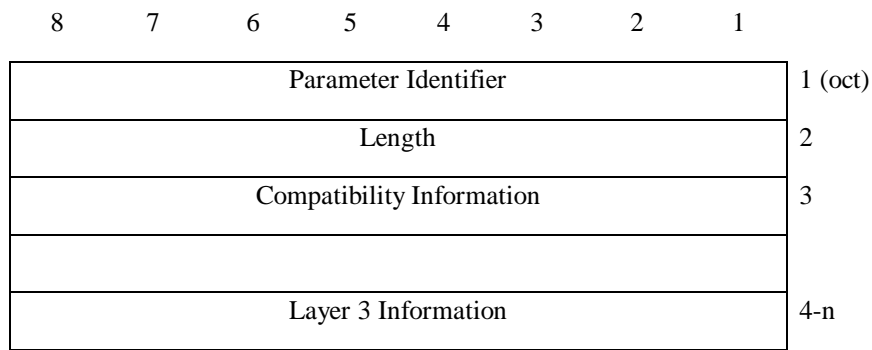 8 7 6 5 4 3 2 1
Parameter Identifier 1 (oct)
Length 2
Compatibility Information 3
Layer 3 Information 4-n